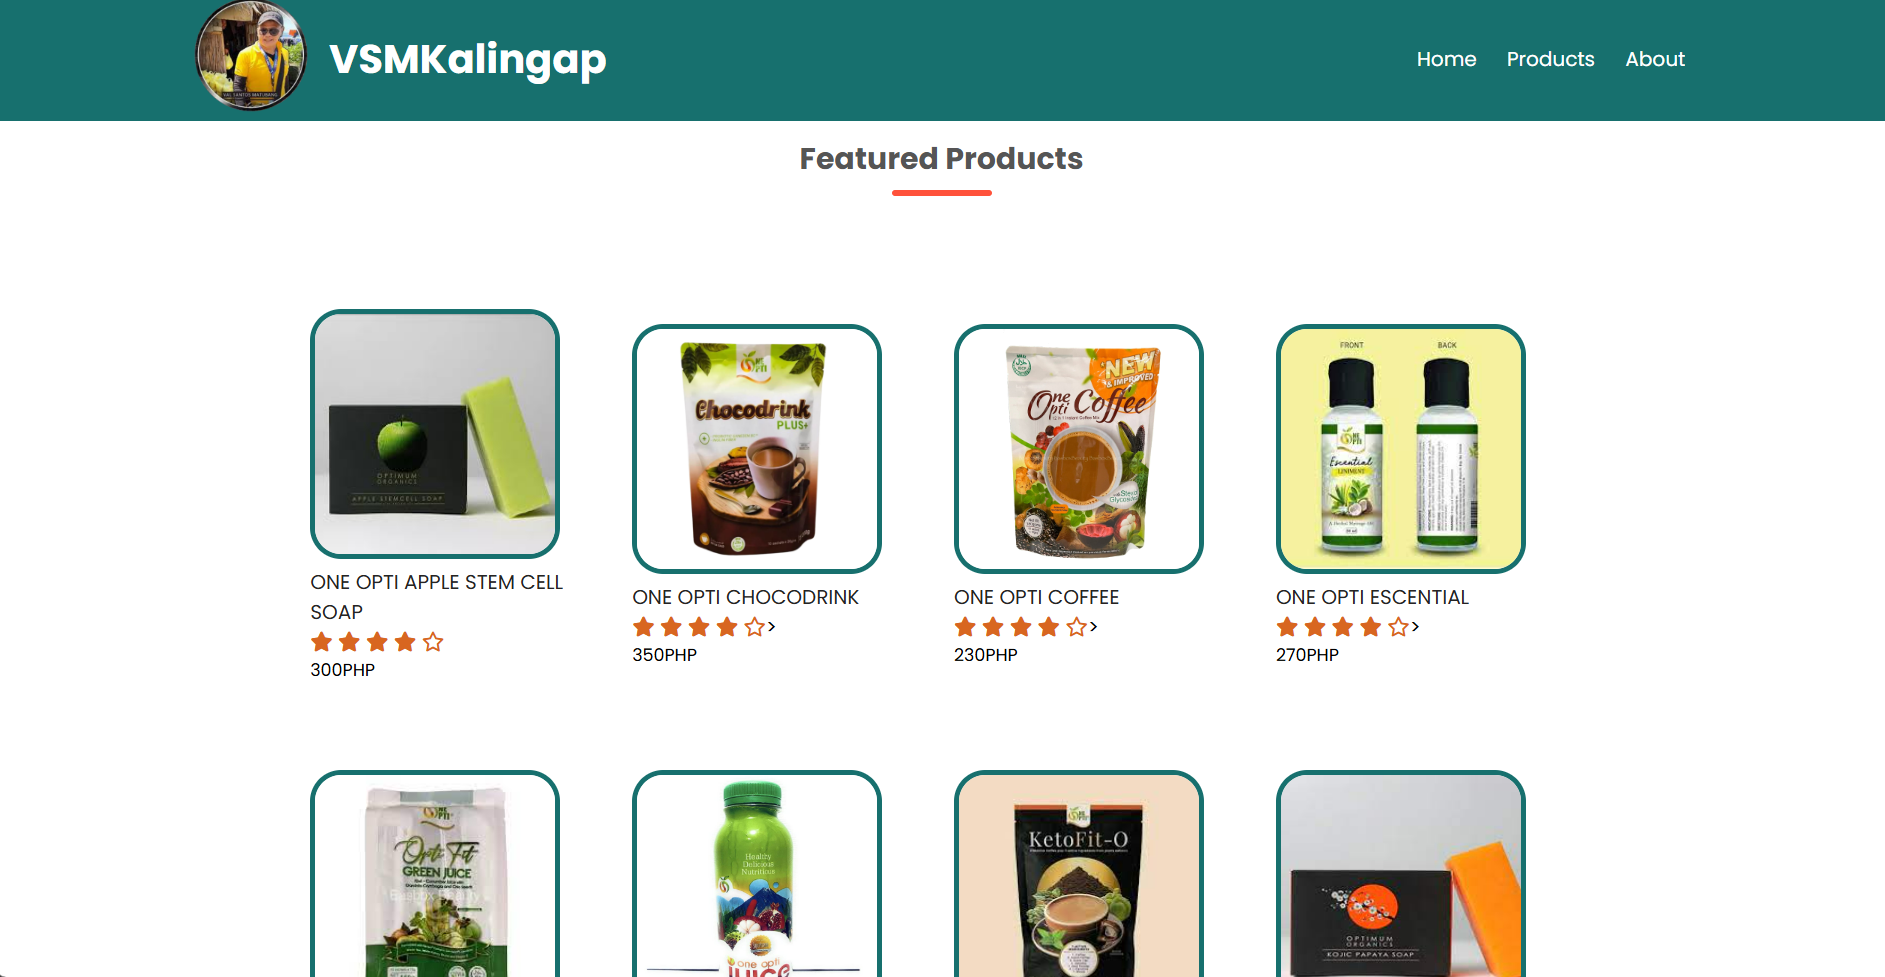 VSMKalingap
Home Products About
Featured Products
OPTIMUM
ORGANICS
APPLE STEMCELL SOAP
Chocodrink
PLUS+
NEW
& IMPROVED
One
Opti Coffee
FRONT BACK
Escential
LINIMENT
ONE OPTI APPLE STEM CELL
SOAP
300PHP
ONE OPTI CHOCODRINK
>
350PHP
ONE OPTI COFFEE
>
230PHP
ONE OPTI ESCENTIAL
>
270PHP
Opti Fit
GREEN JUICE
Healthy
Delicious
Nutritious
one opti
JUICE
KetoFit-O
OPTIMUM
ORGANICS
KOJIC PAPAYA SOAP